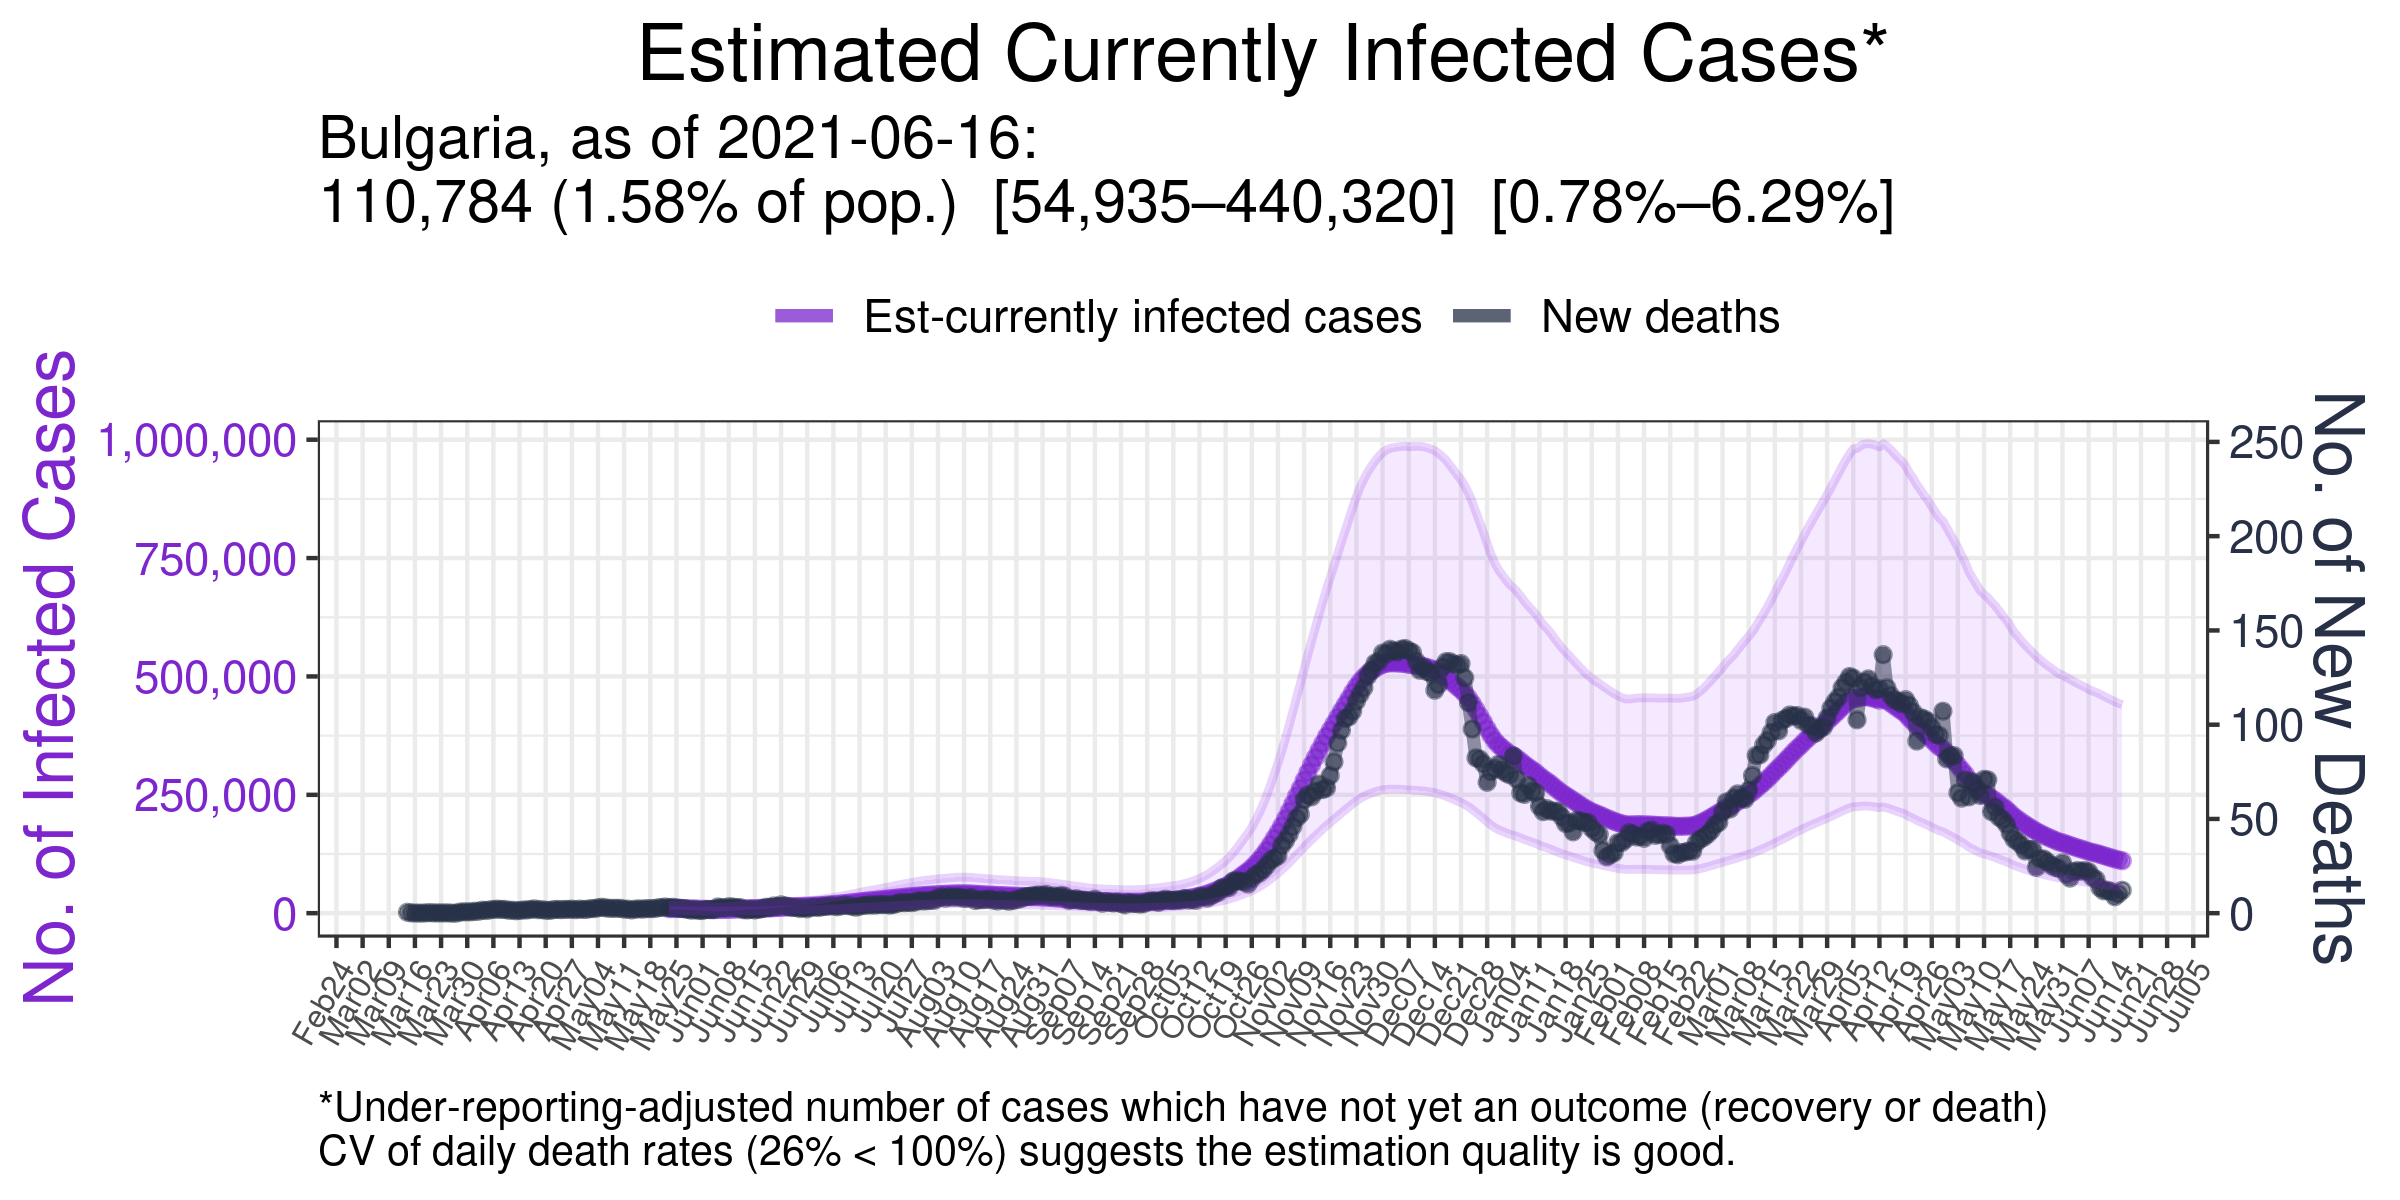 Estimated Currently Infected Cases*
Bulgaria, as of 2021-06-16:
110,784 (1.58% of pop.) [54,935–440,320] [0.78%–6.29%]
Est-currently infected cases New deaths
No. of Infected Cases
1,000,000
750,000
500,000
250,000
0
250
200
150
100
50
0
No. of New Deaths
Feb24 Mar02 Mar09 Mar16 Mar23 Mar30 Apr06 Apr13 Apr20 Apr27 May04 May11 May18 May25 Jun01 Jun08 Jun15 Jun22 Jun29 Jul06 Jul13 Jul20 Jul27 Aug03 Aug10 Aug17 Aug24 Aug31 Sep07 Sep14 Sep21 Sep28 Oct05 Oct12 Oct19 Oct26 Nov02 Nov09 Nov16 Nov23 Nov30 Dec07 Dec14 Dec21 Dec28 Jan04 Jan11 Jan18 Jan25 Feb01 Feb08 Feb15 Feb22 Mar01 Mar08 Mar15 Mar22 Mar29 Apr05 Apr12 Apr19 Apr26 May03 May10 May17 May24 May31 Jun07 Jun14 Jun21 Jun28 Jul05
*Under-reporting-adjusted number of cases which have not yet an outcome (recovery or death)
CV of daily death rates (26% < 100%) suggests the estimation quality is good.